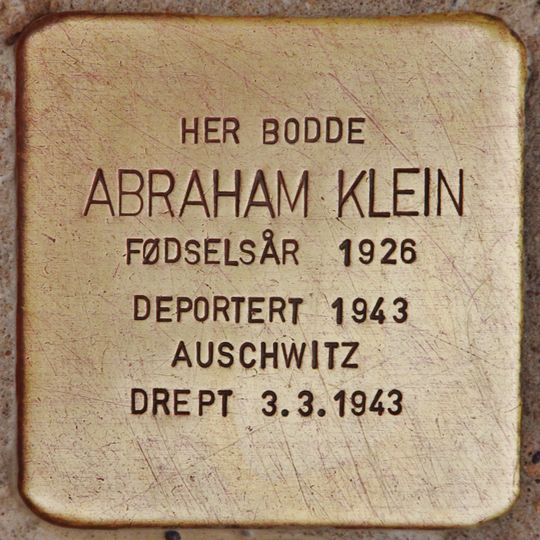 HER BODDE
ABRAHAM KLEIN
FØDSELSÅR 1926
DEPORTERT 1943
AUSCHWITZ
DREPT 3.3.1943